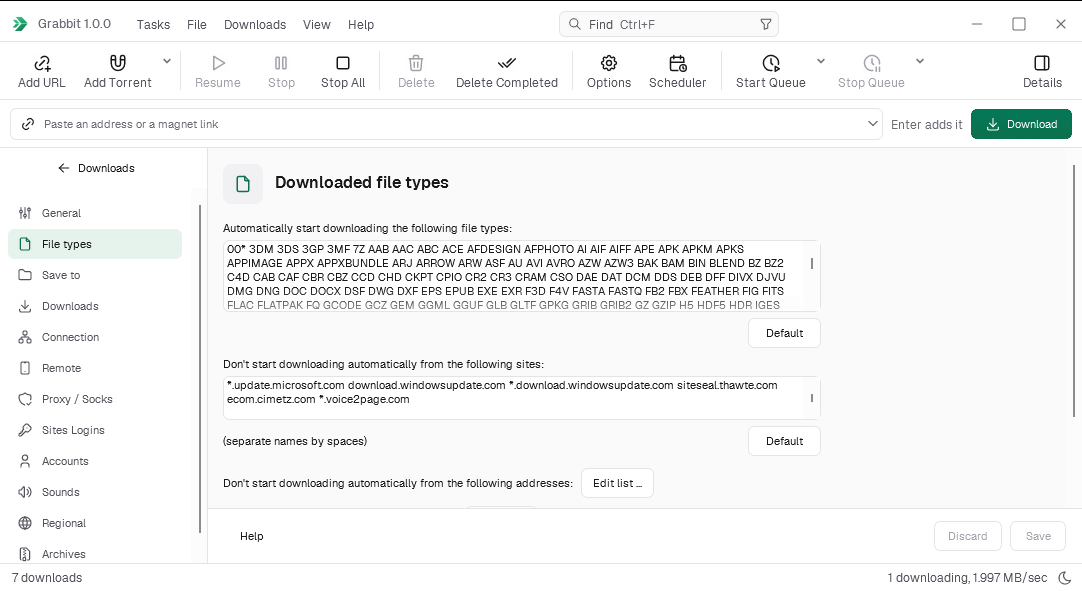 Grabbit 1.0.0
Tasks
File
Downloads
View
Help
Find Ctrl+F
Add URL
Add Torrent
Resume
Stop
Stop All
Delete
Delete Completed
Options
Scheduler
Start Queue
Stop Queue
Details
Paste an address or a magnet link
Enter adds it
Download
Downloads
General
File types
Save to
Downloads
Connection
Remote
Proxy / Socks
Sites Logins
Accounts
Sounds
Regional
Archives
Downloaded file types
Automatically start downloading the following file types:
00* 3DM 3DS 3GP 3MF 7Z AAB AAC ABC ACE AFDESIGN AFPHOTO AI AIF AIFF APE APK APKM APKS
APPIMAGE APPX APPXBUNDLE ARJ ARROW ARW ASF AU AVI AVRO AZW AZW3 BAK BAM BIN BLEND BZ BZ2
C4D CAB CAF CBR CBZ CCD CHD CKPT CPIO CR2 CR3 CRAM CSO DAE DAT DCM DDS DEB DFF DIVX DJVU
DMG DNG DOC DOCX DSF DWG DXF EPS EPUB EXE EXR F3D F4V FASTA FASTQ FB2 FBX FEATHER FIG FITS
FLAC FLATPAK FQ GCODE GCZ GEM GGML GGUF GLB GLTF GPKG GRIB GRIB2 GZ GZIP H5 HDF5 HDR IGES
Default
Don't start downloading automatically from the following sites:
*.update.microsoft.com download.windowsupdate.com *.download.windowsupdate.com siteseal.thawte.com
ecom.cimetz.com *.voice2page.com
(separate names by spaces)
Default
Don't start downloading automatically from the following addresses:
Edit list ...
Help
Discard
Save
7 downloads
1 downloading, 1.997 MB/sec